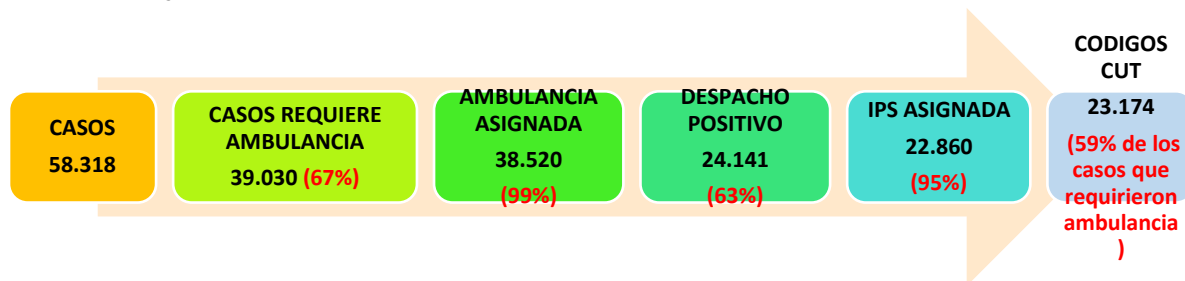 CASOS
58.318
CASOS REQUIERE
AMBULANCIA
39.030 (67%)
AMBULANCIA
ASIGNADA
38.520
(99%)
DESPACHO
POSITIVO
24.141
(63%)
IPS ASIGNADA
22.860
(95%)
CODIGOS
CUT
23.174
(59% de los
casos que
requirieron
ambulancia
)